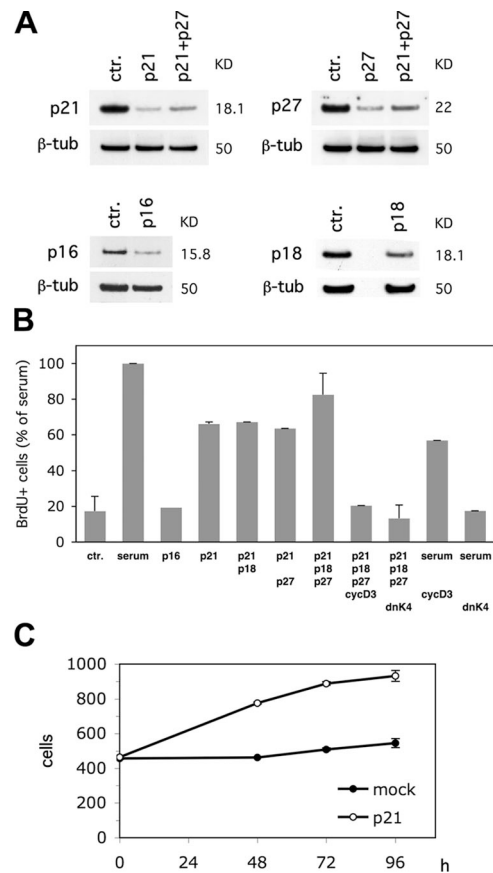 A
ctr. p21 p21+p27 KD
p21 18.1
β-tub 50
ctr. p27 p21+p27 KD
p27 22
β-tub 50
ctr. p16 KD
p16 15.8
β-tub 50
ctr. p18 KD
p18 18.1
β-tub 50
B
BrdU+ cells (% of serum)
100
80
60
40
20
0
ctr. serum p16 p21 p21 p21 p21 p21 p21 serum serum
p18 p18 p18 p18
p27 p27 p27 p27
cycD3 cycD3
dnK4 dnK4
C
cells
1000
800
600
400
200
0
mock
p21
0 24 48 72 96 h